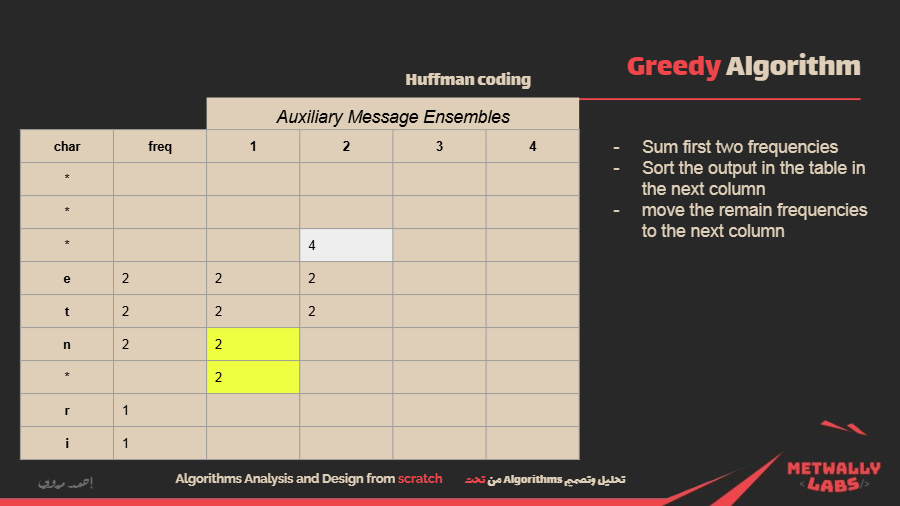 Greedy Algorithm
Huffman coding
Auxiliary Message Ensembles
char freq 1 2 3 4
*
*
* 4
e 2 2 2
t 2 2 2
n 2 2
* 2
r 1
i 1
- Sum first two frequencies
- Sort the output in the table in
the next column
- move the remain frequencies
to the next column
Algorithms Analysis and Design from scratch
تحليل وتصميم Algorithms من تحت
METWALLY
<LABS/>